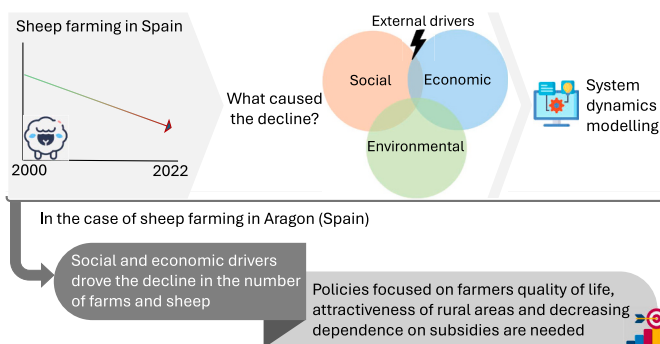 Sheep farming in Spain
2000
2022
What caused
the decline?
External drivers
Social
Economic
Environmental
System
dynamics
modelling
In the case of sheep farming in Aragon (Spain)
Social and economic drivers
drove the decline in the number
of farms and sheep
Policies focused on farmers quality of life,
attractiveness of rural areas and decreasing
dependence on subsidies are needed